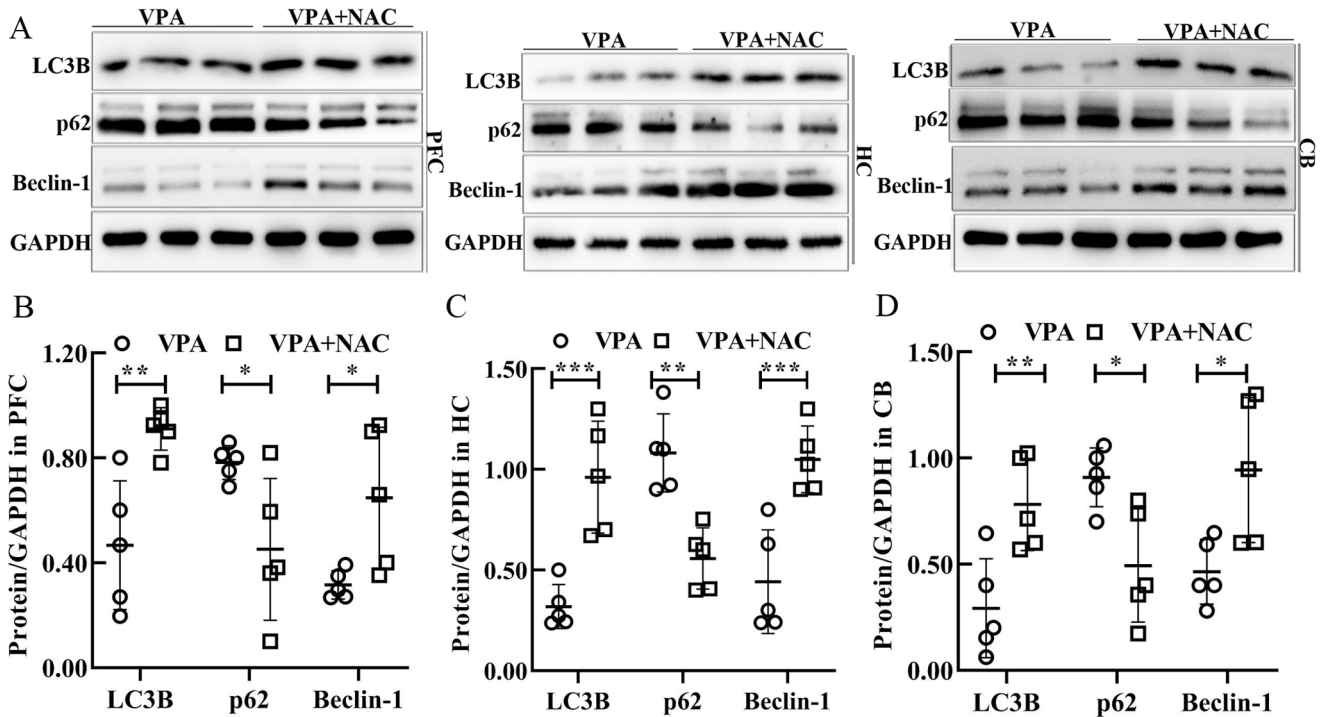 A
VPA VPA+NAC
LC3B
p62
Beclin-1
GAPDH
PFC
VPA VPA+NAC
LC3B
p62
Beclin-1
GAPDH
HC
VPA VPA+NAC
LC3B
p62
Beclin-1
GAPDH
CB
B
VPA VPA+NAC
Protein/GAPDH in PFC
1.20
0.80
0.40
0.00
** * *
LC3B p62 Beclin-1
C
VPA VPA+NAC
Protein/GAPDH in HC
1.50
1.00
0.50
0.00
*** ** ***
LC3B p62 Beclin-1
D
VPA VPA+NAC
Protein/GAPDH in CB
1.50
1.00
0.50
0.00
** * *
LC3B p62 Beclin-1